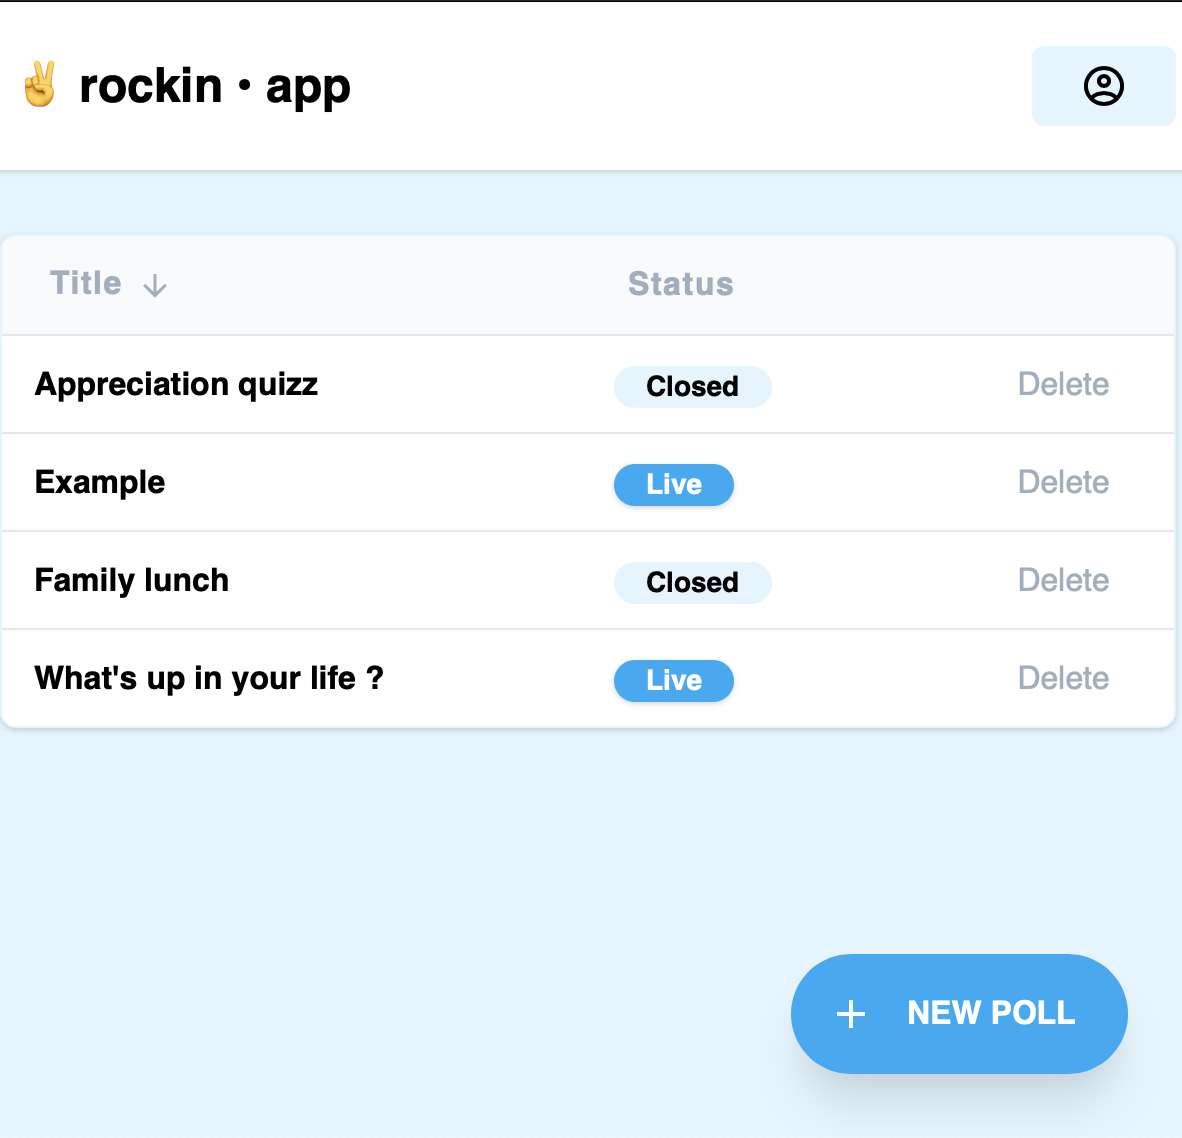 ✌️ rockin • app
Title ↓ Status
Appreciation quizz Closed Delete
Example Live Delete
Family lunch Closed Delete
What's up in your life ? Live Delete
+ NEW POLL